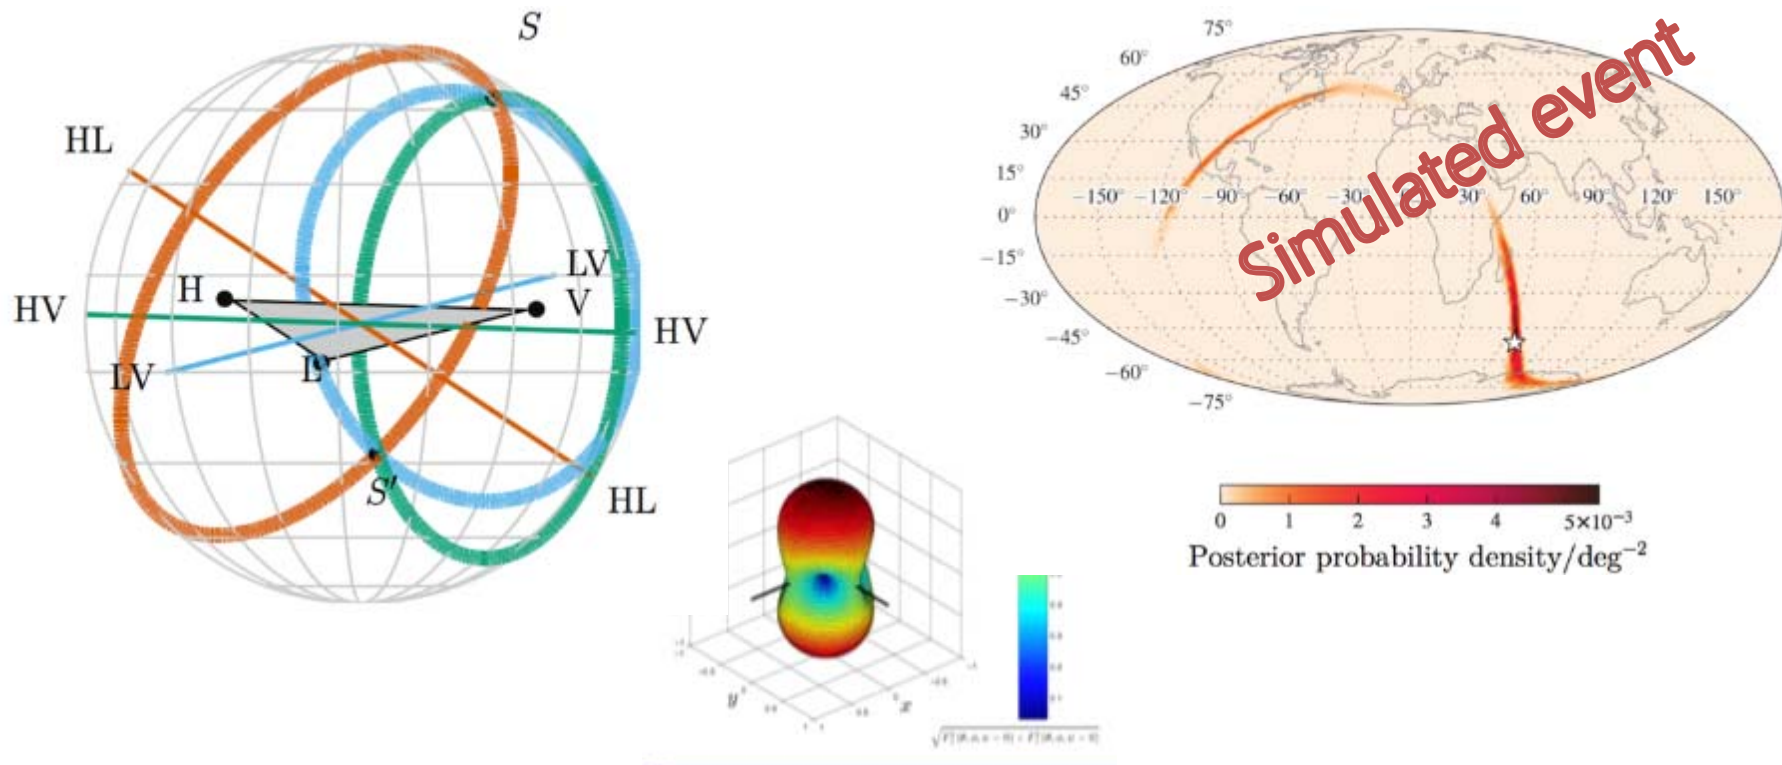 S
HL
H
LV
V
HV
HV
LV
L
S′
HL
75°
60°
45°
30°
15°
0°
−15°
−30°
−45°
−60°
−75°
−150° −120° −90° −60° −30° 30° 60° 90° 120° 150°
Simulated event
0 1 2 3 4 5×10⁻³
Posterior probability density/deg⁻²
y
x